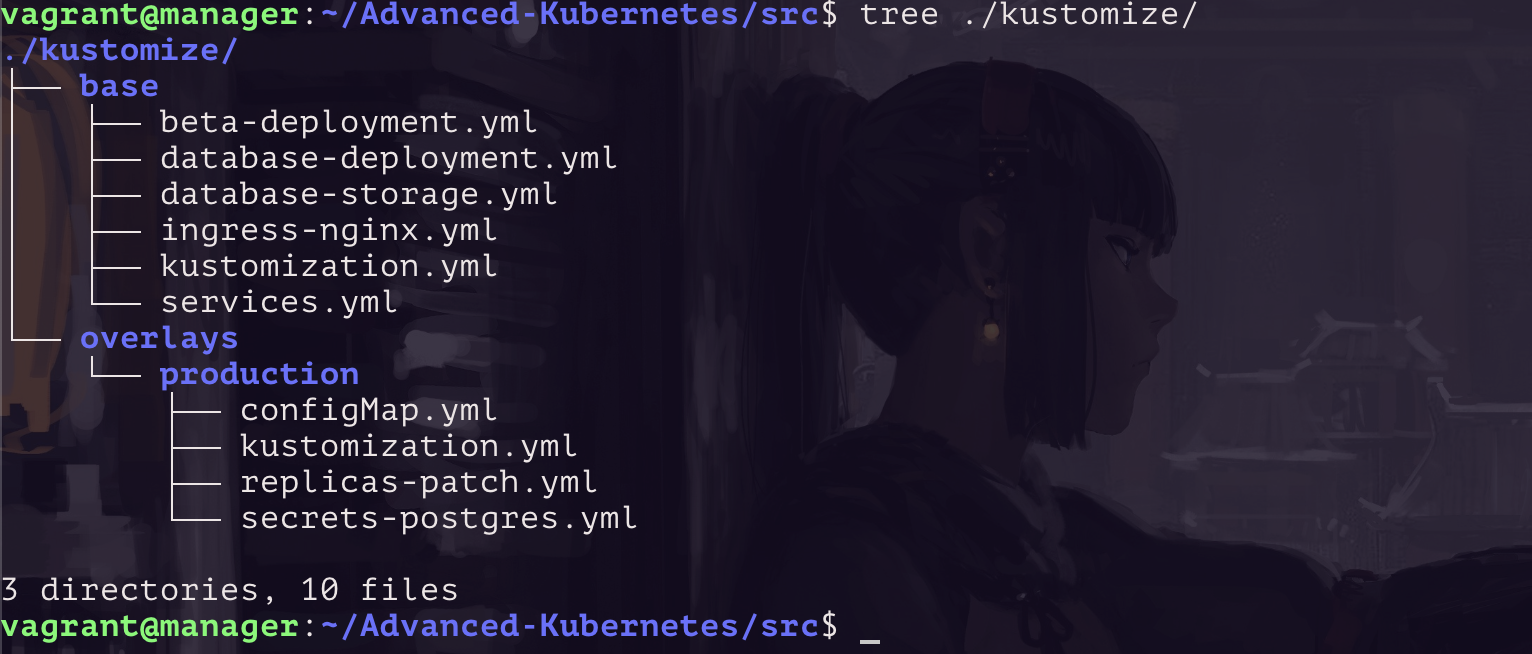 vagrant@manager:~/Advanced-Kubernetes/src$ tree ./kustomize/
./kustomize/
├── base
│   ├── beta-deployment.yml
│   ├── database-deployment.yml
│   ├── database-storage.yml
│   ├── ingress-nginx.yml
│   ├── kustomization.yml
│   └── services.yml
└── overlays
    └── production
        ├── configMap.yml
        ├── kustomization.yml
        ├── replicas-patch.yml
        └── secrets-postgres.yml

3 directories, 10 files
vagrant@manager:~/Advanced-Kubernetes/src$ _